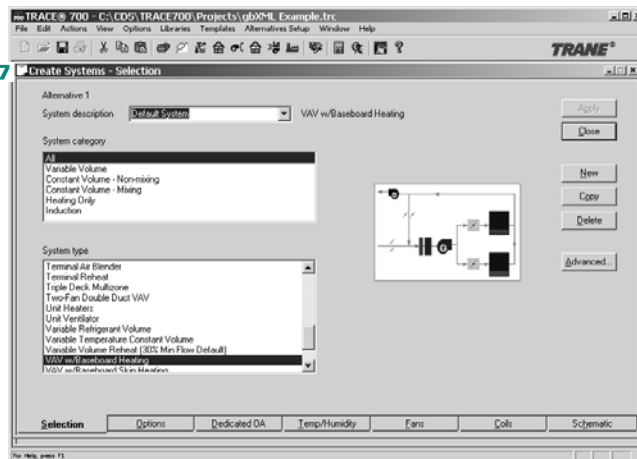 TRACE® 700 - C:\CDS\TRACE700\Projects\gbXML Example.trc
File Edit Actions View Options Libraries Templates Alternatives Setup Window Help
TRANE®
7
Create Systems - Selection
Alternative 1
System description Default System VAV w/Baseboard Heating
Apply
Close
System category
All
Variable Volume
Constant Volume - Non-mixing
Constant Volume - Mixing
Heating Only
Induction
New
Copy
Delete
Advanced...
System type
Terminal Air Blender
Terminal Reheat
Triple Deck Multizone
Two-Fan Double Duct VAV
Unit Heaters
Unit Ventilator
Variable Refrigerant Volume
Variable Temperature Constant Volume
Variable Volume Reheat (30% Min Flow Default)
VAV w/Baseboard Heating
VAV w/Baseboard Skin Heating
Selection Options Dedicated OA Temp/Humidity Fans Coils Schematic
For Help, press F1